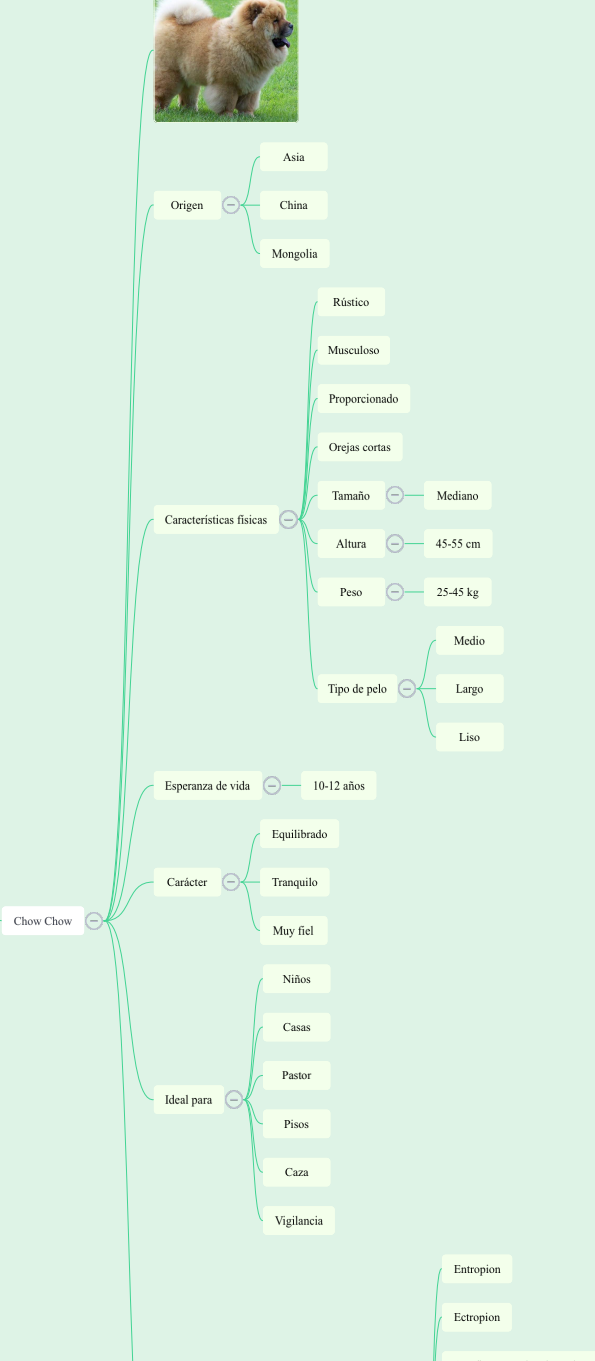 Asia
Origen
China
Mongolia
Rústico
Musculoso
Proporcionado
Orejas cortas
Tamaño
Mediano
Características físicas
Altura
45-55 cm
Peso
25-45 kg
Medio
Tipo de pelo
Largo
Liso
Esperanza de vida
10-12 años
Equilibrado
Carácter
Tranquilo
Chow Chow
Muy fiel
Niños
Casas
Pastor
Ideal para
Pisos
Caza
Vigilancia
Entropion
Ectropion